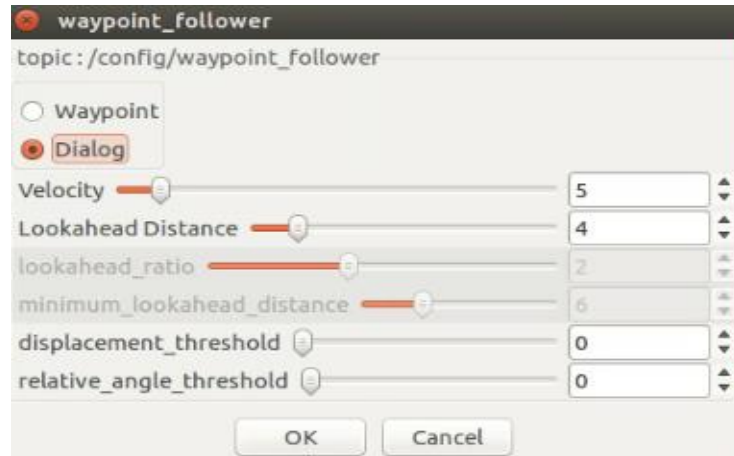 waypoint_follower
topic:/config/waypoint_follower
Waypoint
Dialog
Velocity 5
Lookahead Distance 4
lookahead_ratio 2
minimum_lookahead_distance 6
displacement_threshold 0
relative_angle_threshold 0
OK Cancel